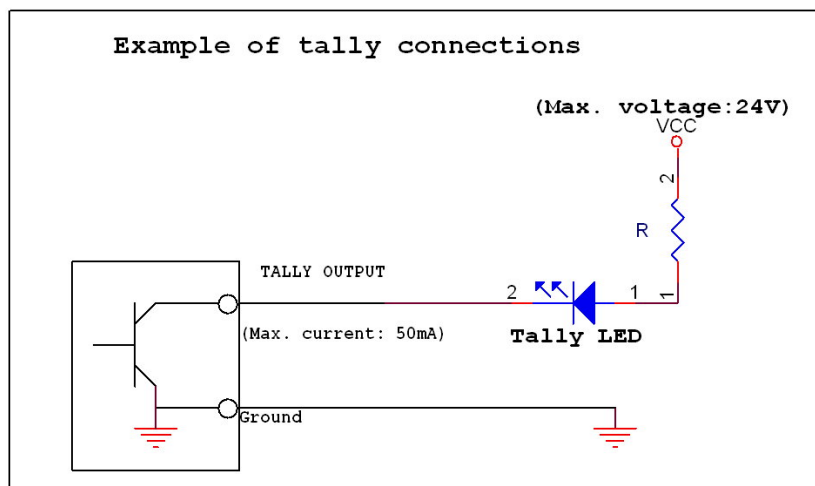 Example of tally connections
(Max. voltage:24V)
VCC
2
R
1
TALLY OUTPUT
2
1
(Max. current: 50mA)
Tally LED
Ground